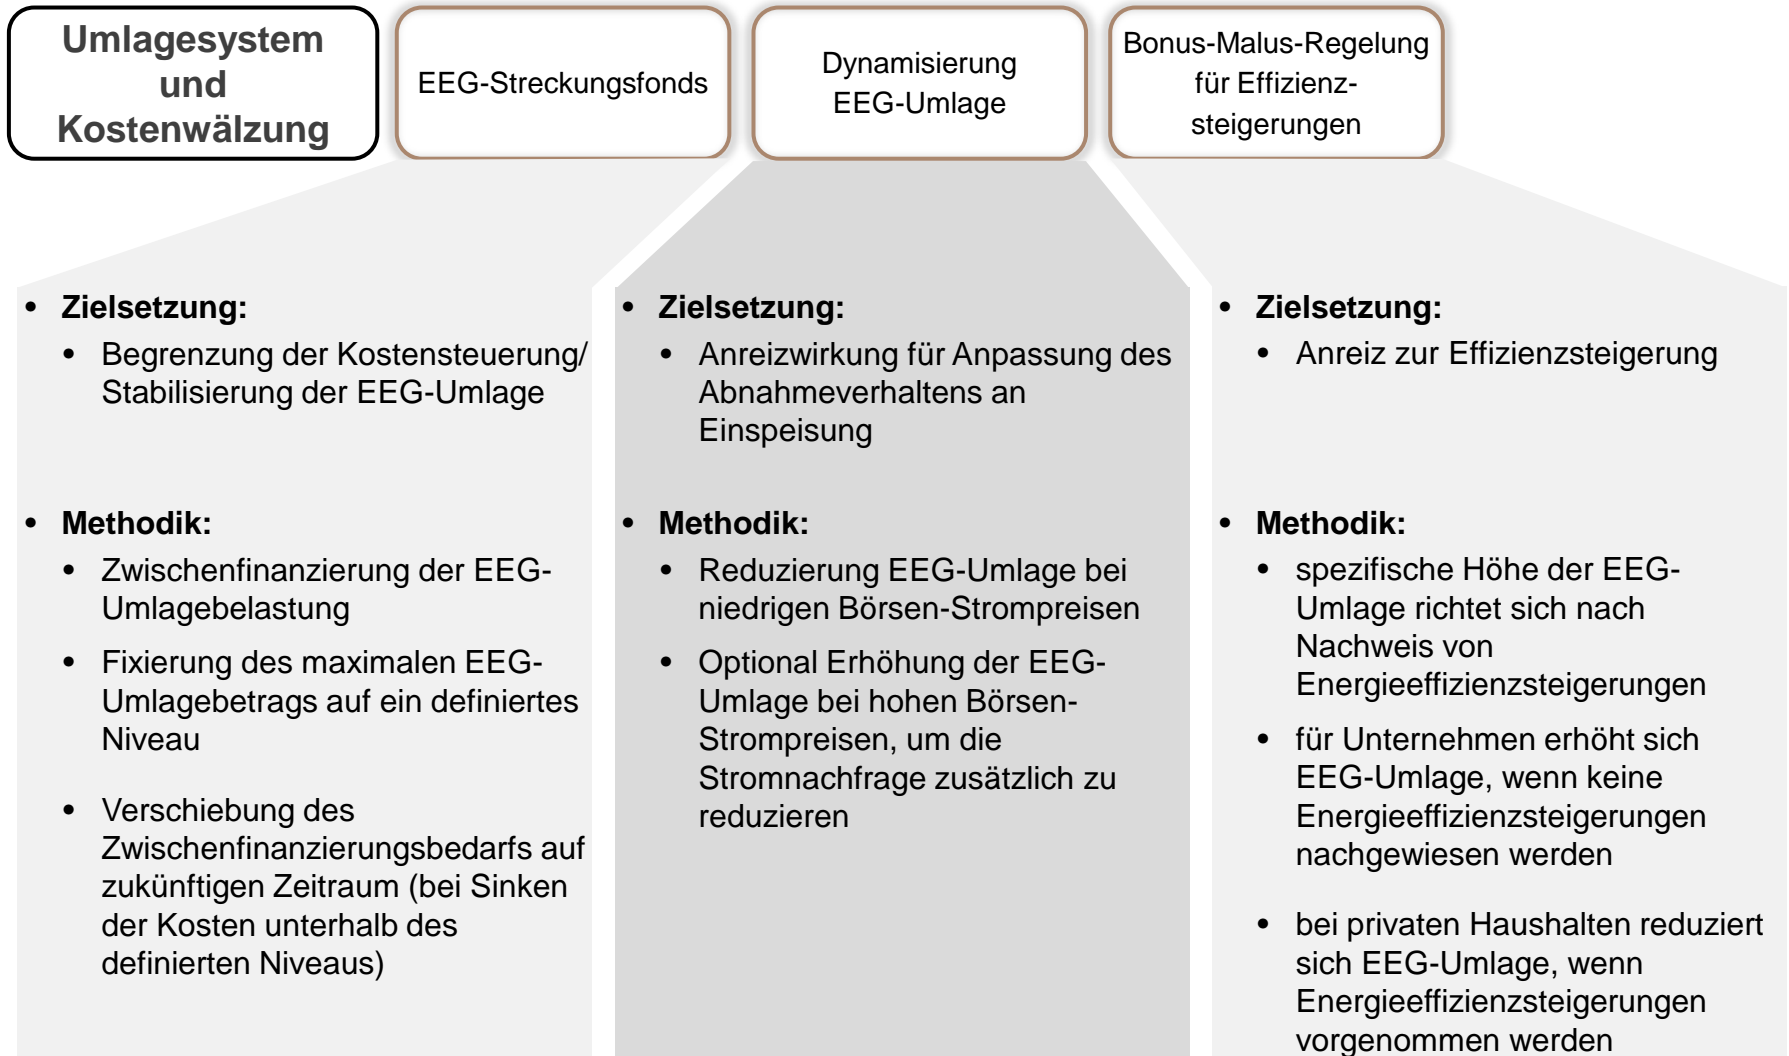 Umlagesystem
und
Kostenwälzung
EEG-Streckungsfonds
Dynamisierung
EEG-Umlage
Bonus-Malus-Regelung
für Effizienz-
steigerungen
• Zielsetzung:
• Begrenzung der Kostensteuerung/
Stabilisierung der EEG-Umlage
• Methodik:
• Zwischenfinanzierung der EEG-
Umlagebelastung
• Fixierung des maximalen EEG-
Umlagebetrags auf ein definiertes
Niveau
• Verschiebung des
Zwischenfinanzierungsbedarfs auf
zukünftigen Zeitraum (bei Sinken
der Kosten unterhalb des
definierten Niveaus)
• Zielsetzung:
• Anreizwirkung für Anpassung des
Abnahmeverhaltens an
Einspeisung
• Methodik:
• Reduzierung EEG-Umlage bei
niedrigen Börsen-Strompreisen
• Optional Erhöhung der EEG-
Umlage bei hohen Börsen-
Strompreisen, um die
Stromnachfrage zusätzlich zu
reduzieren
• Zielsetzung:
• Anreiz zur Effizienzsteigerung
• Methodik:
• spezifische Höhe der EEG-
Umlage richtet sich nach
Nachweis von
Energieeffizienzsteigerungen
• für Unternehmen erhöht sich
EEG-Umlage, wenn keine
Energieeffizienzsteigerungen
nachgewiesen werden
• bei privaten Haushalten reduziert
sich EEG-Umlage, wenn
Energieeffizienzsteigerungen
vorgenommen werden